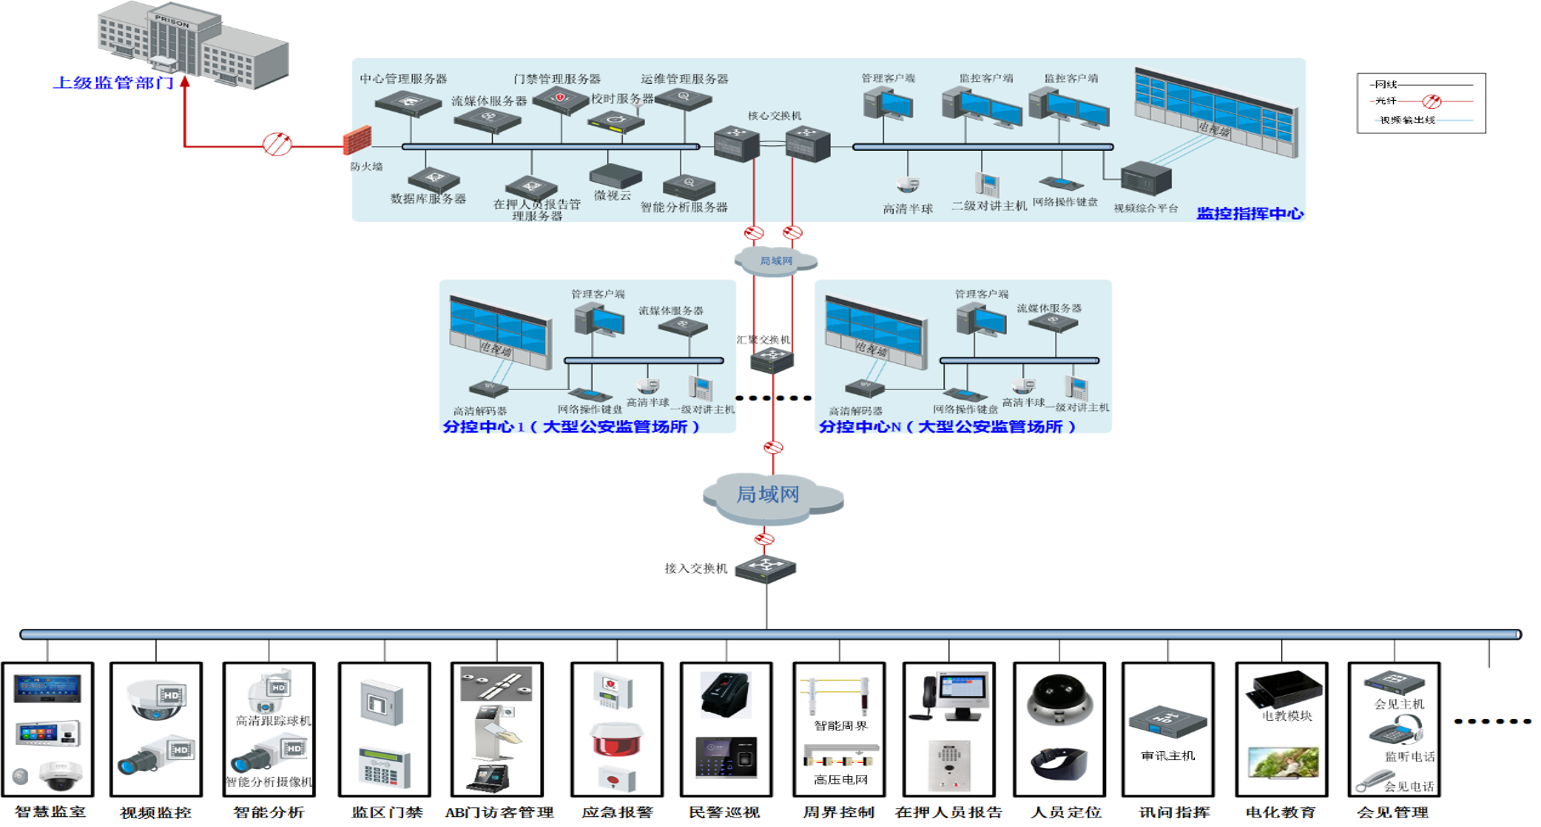 PRISON
上级监管部门
防火墙
中心管理服务器
流媒体服务器
门禁管理服务器
校时服务器
运维管理服务器
核心交换机
数据库服务器
在押人员报告管
理服务器
微视云
智能分析服务器
管理客户端
监控客户端
监控客户端
电视墙
高清半球
二级对讲主机
网络操作键盘
视频综合平台
监控指挥中心
网线
光纤
视频输出线
局域网
电视墙
管理客户端
流媒体服务器
高清解码器
网络操作键盘
高清半球
一级对讲主机
分控中心1（大型公安监管场所）
汇聚交换机
电视墙
管理客户端
流媒体服务器
高清解码器
网络操作键盘
高清半球
一级对讲主机
分控中心N（大型公安监管场所）
局域网
接入交换机
智慧监室
HD
HD
视频监控
HD
高清跟踪球机
HD
智能分析摄像机
智能分析
监区门禁
AB门访客管理
应急报警
民警巡视
智能周界
高压电网
周界控制
在押人员报告
人员定位
HD
审讯主机
讯问指挥
电教模块
电化教育
会见主机
监听电话
会见电话
会见管理